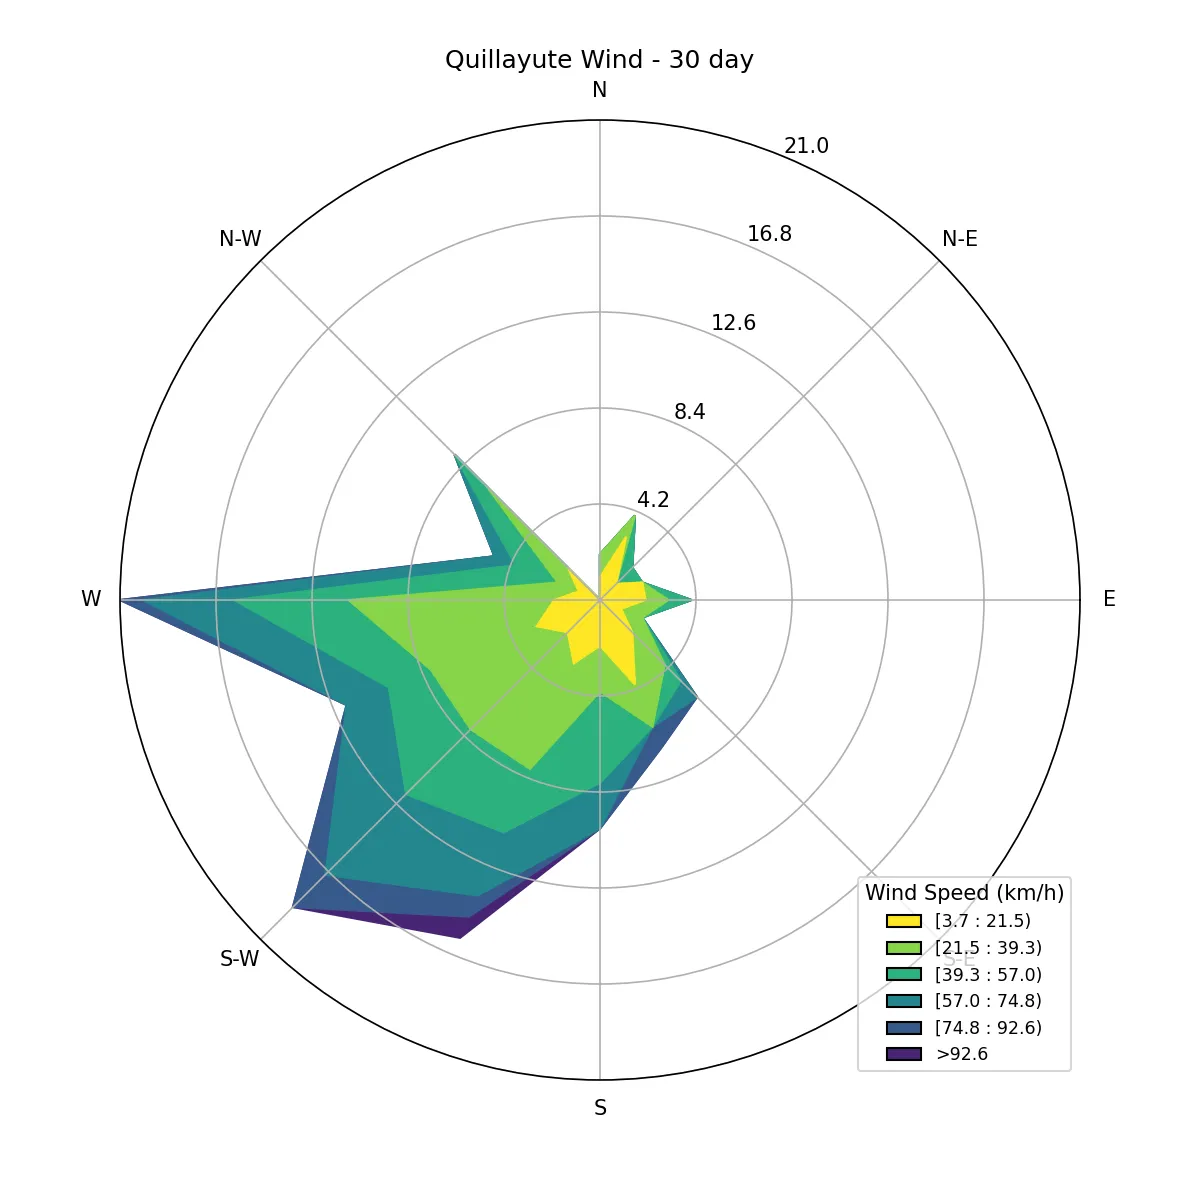 Quillayute Wind - 30 day
N
21.0
16.8
N-W
N-E
12.6
8.4
4.2
W
E
Wind Speed (km/h)
[3.7 : 21.5)
[21.5 : 39.3)
S-W
S-E
[39.3 : 57.0)
[57.0 : 74.8)
[74.8 : 92.6)
>92.6
S